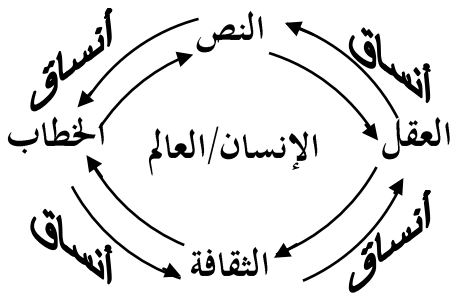 النص
أنساق
أنساق
العقل
الإنسان/العالم
الخطاب
أنساق
الثقافة
أنساق